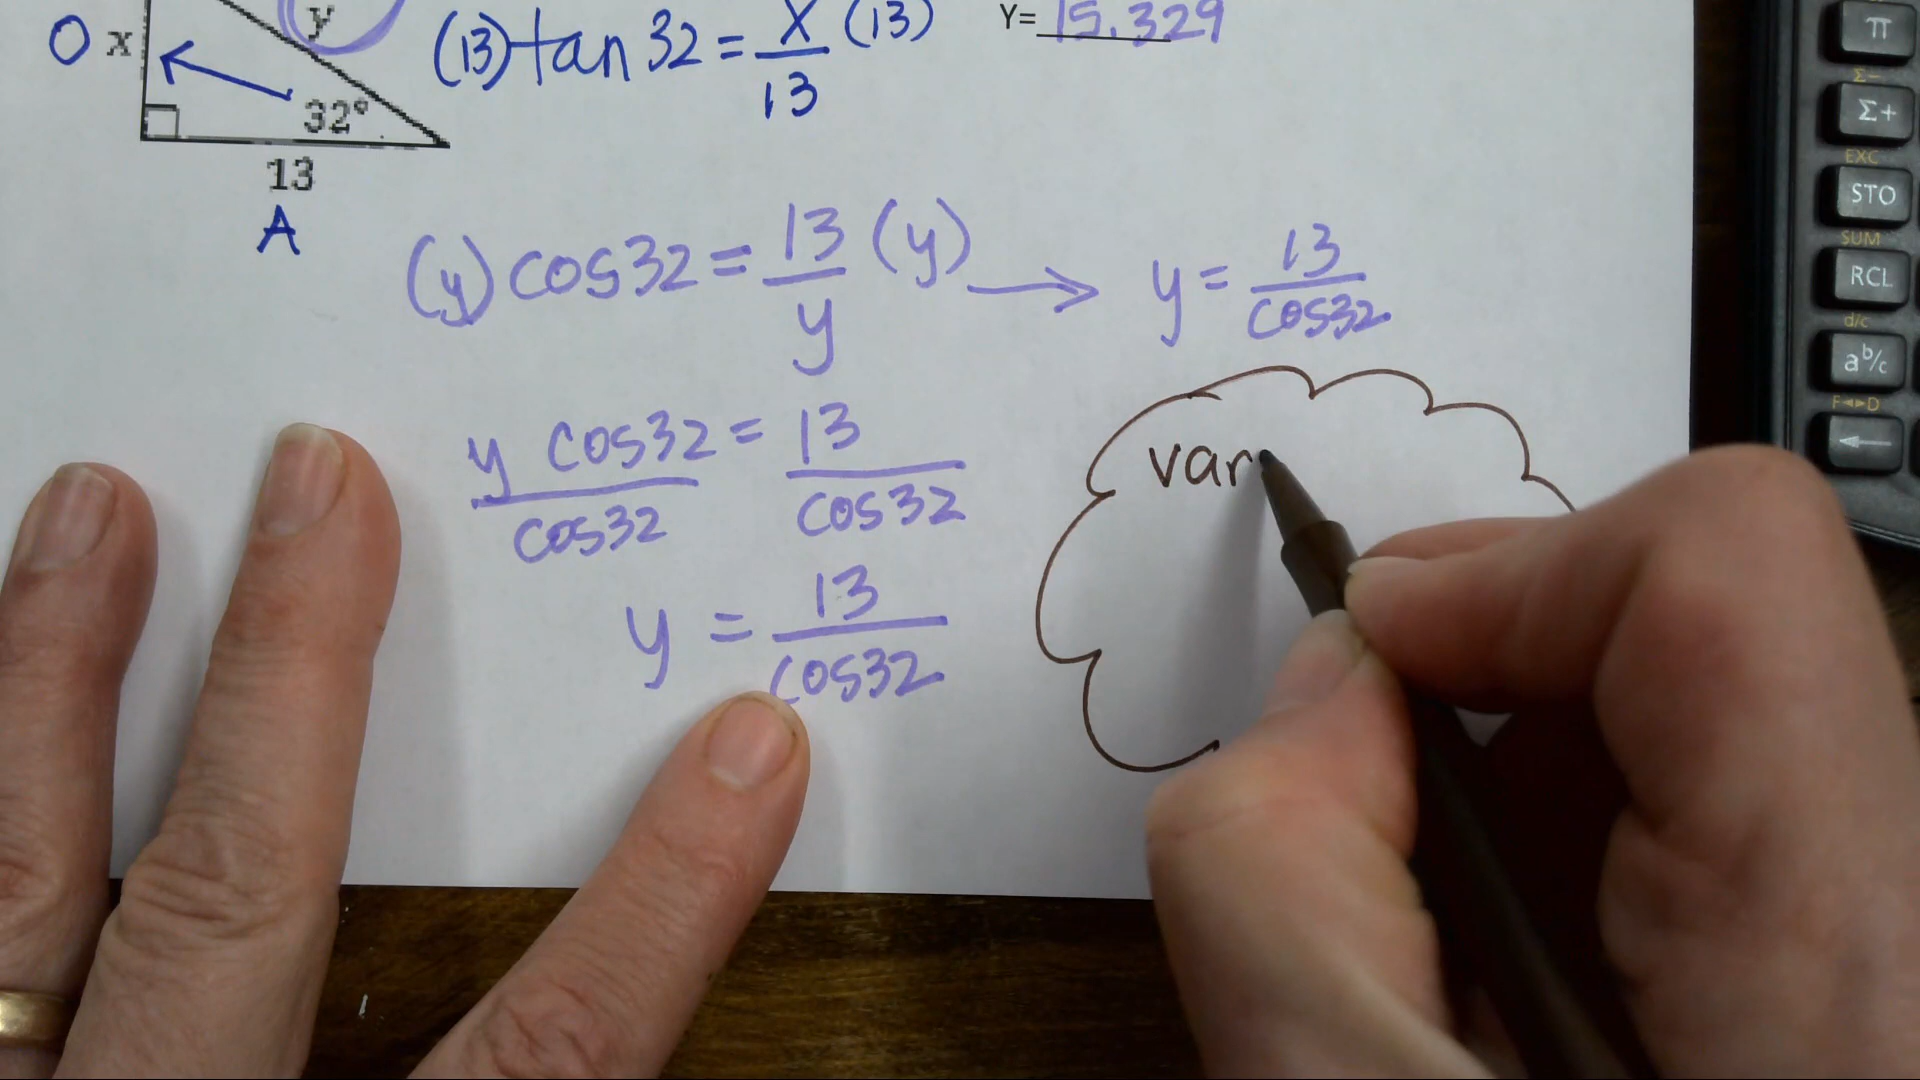 O x y (13) tan 32 = x/13 (13) Y= 15.329
32°
13
A
(y) cos32 = 13/y (y) → y = 13/cos32
y cos32/cos32 = 13/cos32
y = 13/cos32
var
π
Σ-
Σ+
EXC
STO
SUM
RCL
d/c
a b/c
F◄►D
←